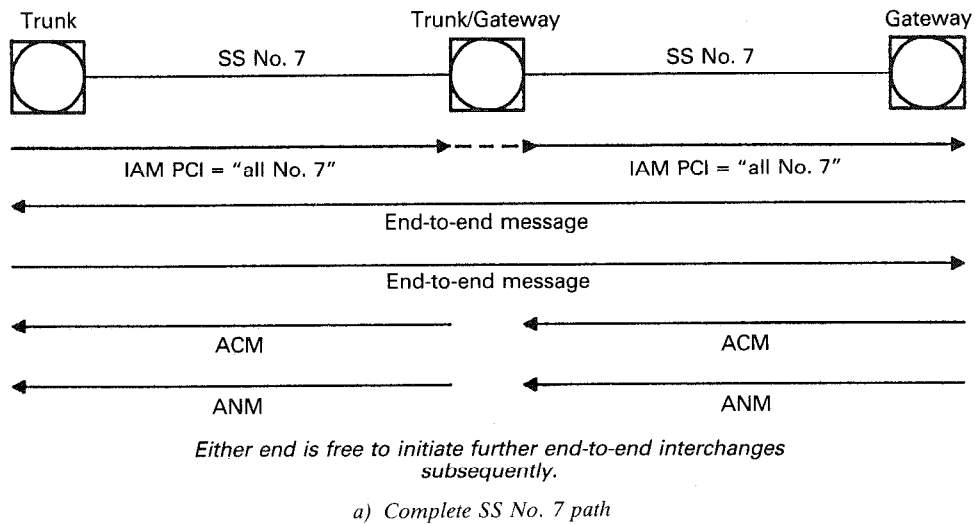 Trunk
Trunk/Gateway
Gateway
SS No. 7
SS No. 7
IAM PCI = "all No. 7"
IAM PCI = "all No. 7"
End-to-end message
End-to-end message
ACM
ACM
ANM
ANM
Either end is free to initiate further end-to-end interchanges
subsequently.
a) Complete SS No. 7 path